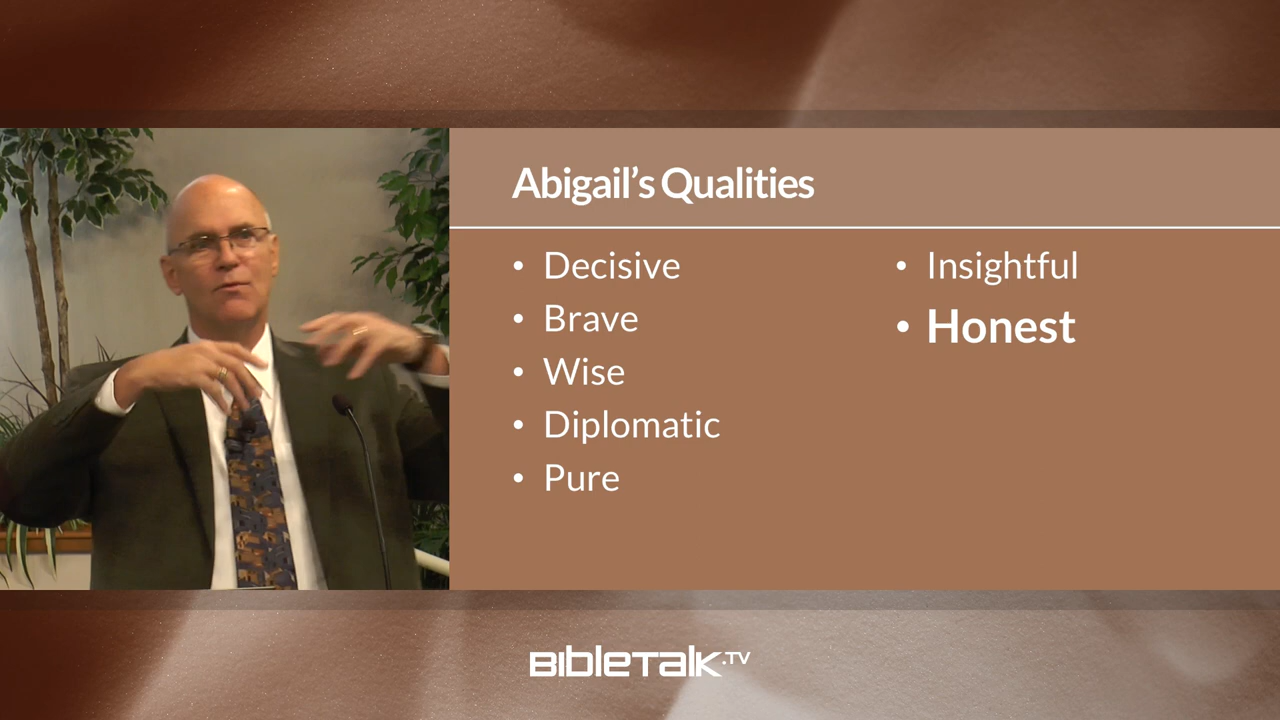 Abigail's Qualities
• Decisive
• Brave
• Wise
• Diplomatic
• Pure
• Insightful
• Honest
BIBLETALK.TV